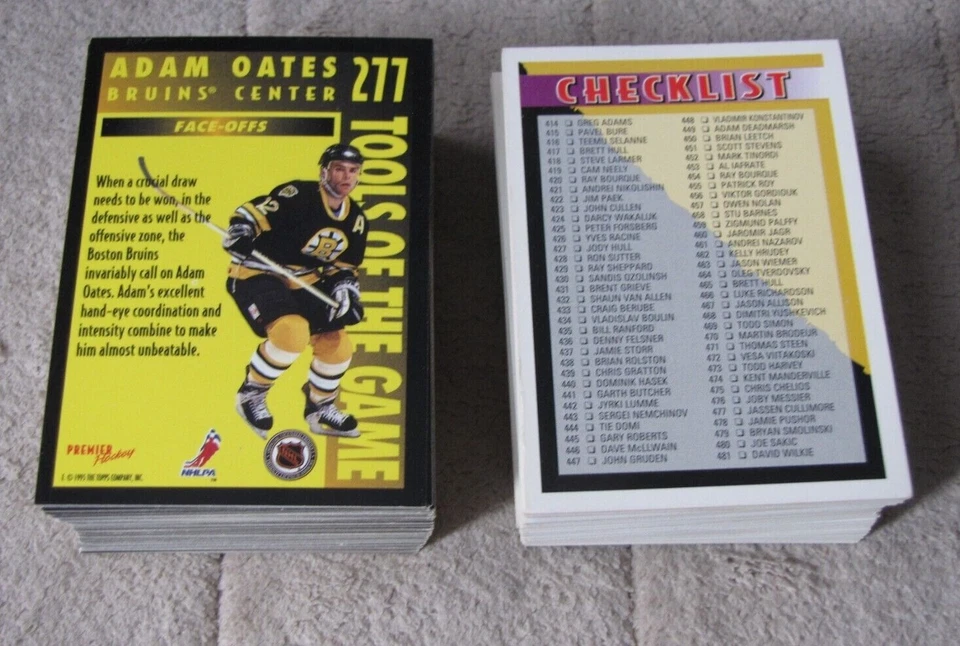 ADAM OATES 277
BRUINS® CENTER
FACE-OFFS
TOOLS OF THE GAME
When a crucial draw
needs to be won, in the
defensive as well as the
offensive zone, the
Boston Bruins
invariably call on Adam
Oates. Adam's excellent
hand-eye coordination and
intensity combine to make
him almost unbeatable.
12
A
B
PREMIER
Hockey
NHLPA
™
NHL
© 1995 THE TOPPS COMPANY, INC.
CHECKLIST
414 ❑ GREG ADAMS
415 ❑ PAVEL BURE
416 ❑ TEEMU SELANNE
417 ❑ BRETT HULL
418 ❑ STEVE LARMER
419 ❑ CAM NEELY
420 ❑ RAY BOURQUE
421 ❑ ANDREI NIKOLISHIN
422 ❑ JIM PAEK
423 ❑ JOHN CULLEN
424 ❑ DARCY WAKALUK
425 ❑ PETER FORSBERG
426 ❑ YVES RACINE
427 ❑ JODY HULL
428 ❑ RON SUTTER
429 ❑ RAY SHEPPARD
430 ❑ SANDIS OZOLINSH
431 ❑ BRENT GRIEVE
432 ❑ SHAUN VAN ALLEN
433 ❑ CRAIG BERUBE
434 ❑ VLADISLAV BOULIN
435 ❑ BILL RANFORD
436 ❑ DENNY FELSNER
437 ❑ JAMIE STORR
438 ❑ BRIAN ROLSTON
439 ❑ CHRIS GRATTON
440 ❑ DOMINIK HASEK
441 ❑ GARTH BUTCHER
442 ❑ JYRKI LUMME
443 ❑ SERGEI NEMCHINOV
444 ❑ TIE DOMI
445 ❑ GARY ROBERTS
446 ❑ DAVE McLLWAIN
447 ❑ JOHN GRUDEN
448 ❑ VLADIMIR KONSTANTINOV
449 ❑ ADAM DEADMARSH
450 ❑ BRIAN LEETCH
451 ❑ SCOTT STEVENS
452 ❑ MARK TINORDI
453 ❑ AL IAFRATE
454 ❑ RAY BOURQUE
455 ❑ PATRICK ROY
456 ❑ VIKTOR GORDIOUK
457 ❑ OWEN NOLAN
458 ❑ STU BARNES
459 ❑ ZIGMUND PALFFY
460 ❑ JAROMIR JAGR
461 ❑ ANDREI NAZAROV
462 ❑ KELLY HRUDEY
463 ❑ JASON WIEMER
464 ❑ OLEG TVERDOVSKY
465 ❑ BRETT HULL
466 ❑ LUKE RICHARDSON
467 ❑ JASON ALLISON
468 ❑ DIMITRI YUSHKEVICH
469 ❑ TODD SIMON
470 ❑ MARTIN BRODEUR
471 ❑ THOMAS STEEN
472 ❑ VESA VIITAKOSKI
473 ❑ TODD HARVEY
474 ❑ KENT MANDERVILLE
475 ❑ CHRIS CHELIOS
476 ❑ JOBY MESSIER
477 ❑ JASSEN CULLIMORE
478 ❑ JAMIE PUSHOR
479 ❑ BRYAN SMOLINSKI
480 ❑ JOE SAKIC
481 ❑ DAVID WILKIE